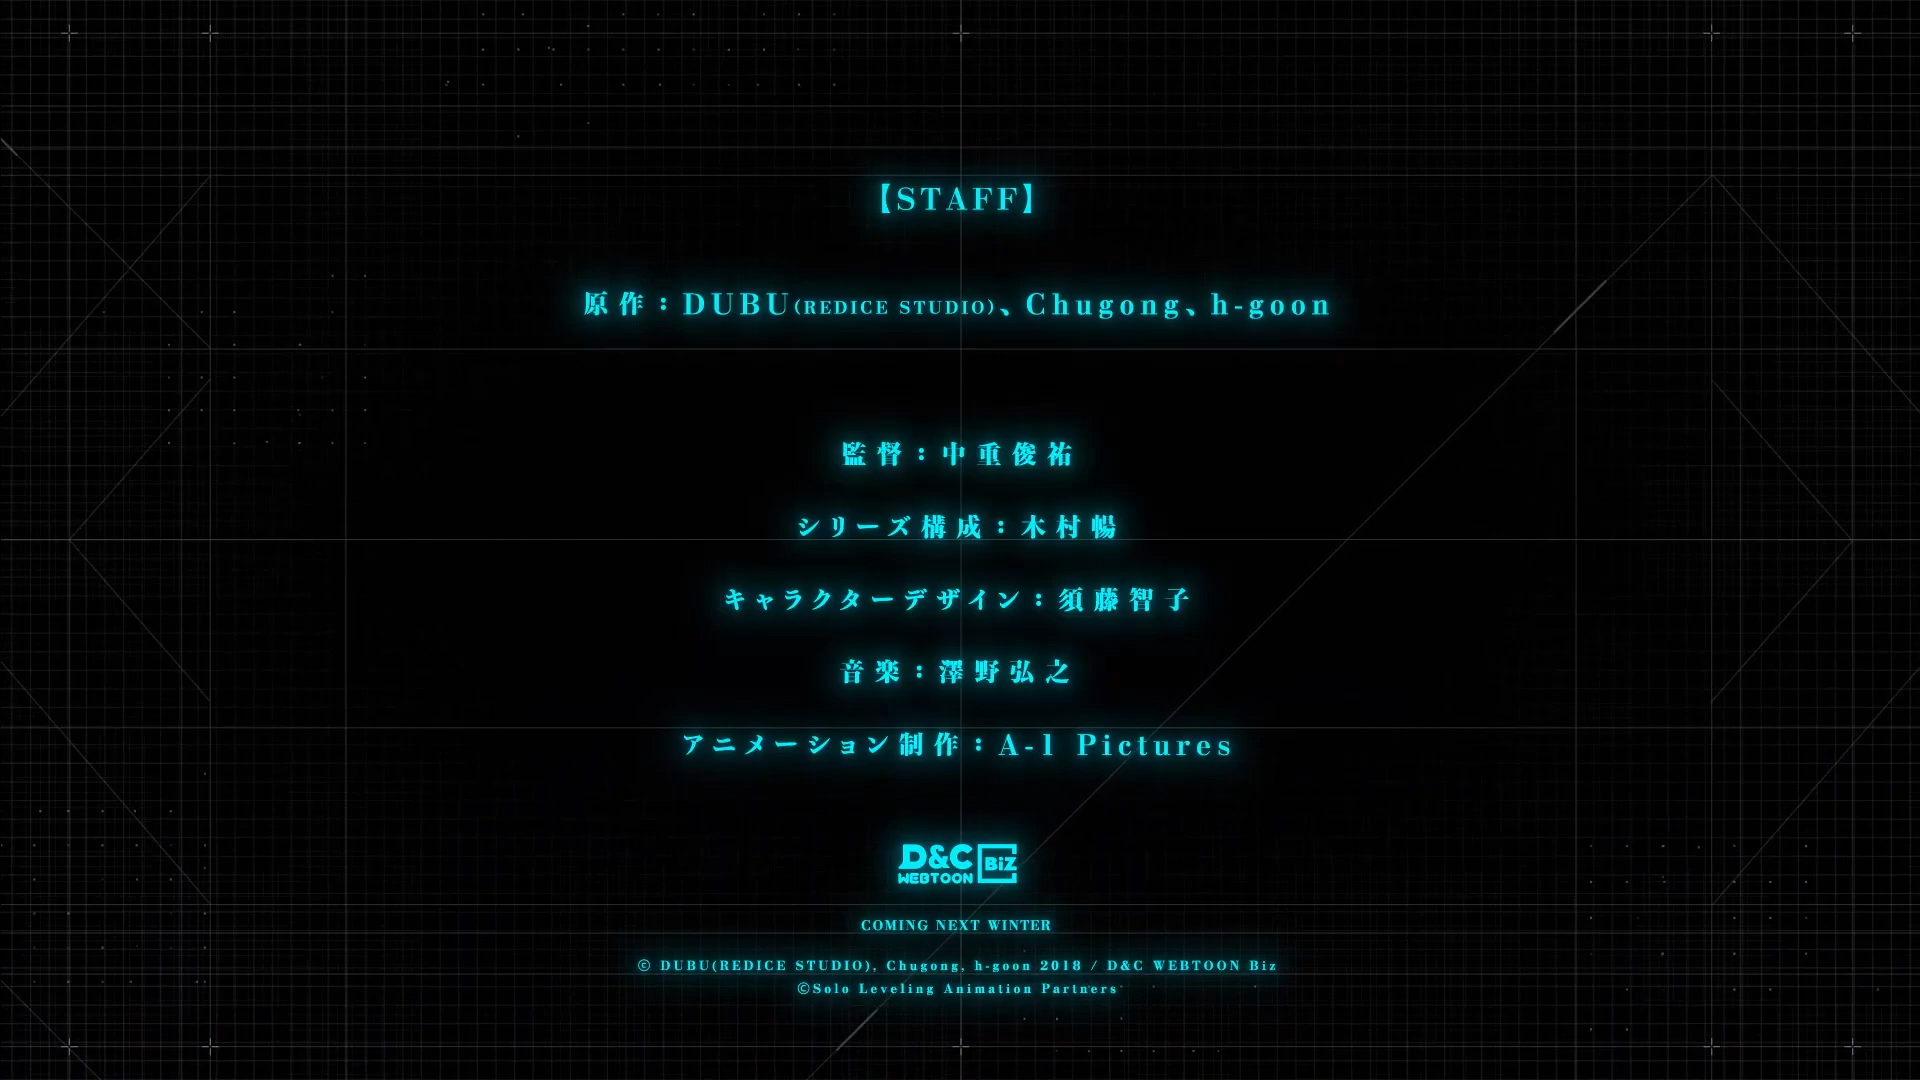 【STAFF】
原作：DUBU(REDICE STUDIO)、Chugong、h-goon
監督：中重俊祐
シリーズ構成：木村暢
キャラクターデザイン：須藤智子
音楽：澤野弘之
アニメーション制作：A-1 Pictures
D&C WEBTOON BiZ
COMING NEXT WINTER
© DUBU(REDICE STUDIO), Chugong, h-goon 2018 / D&C WEBTOON Biz
©Solo Leveling Animation Partners